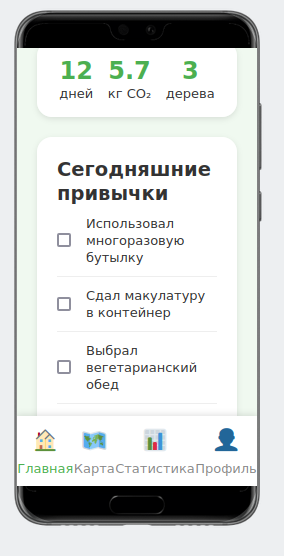 12 5.7 3
дней кг CO₂ дерева
Сегодняшние
привычки
Использовал
многоразовую
бутылку
Сдал макулатуру
в контейнер
Выбрал
вегетарианский
обед
Главная Карта Статистика Профиль